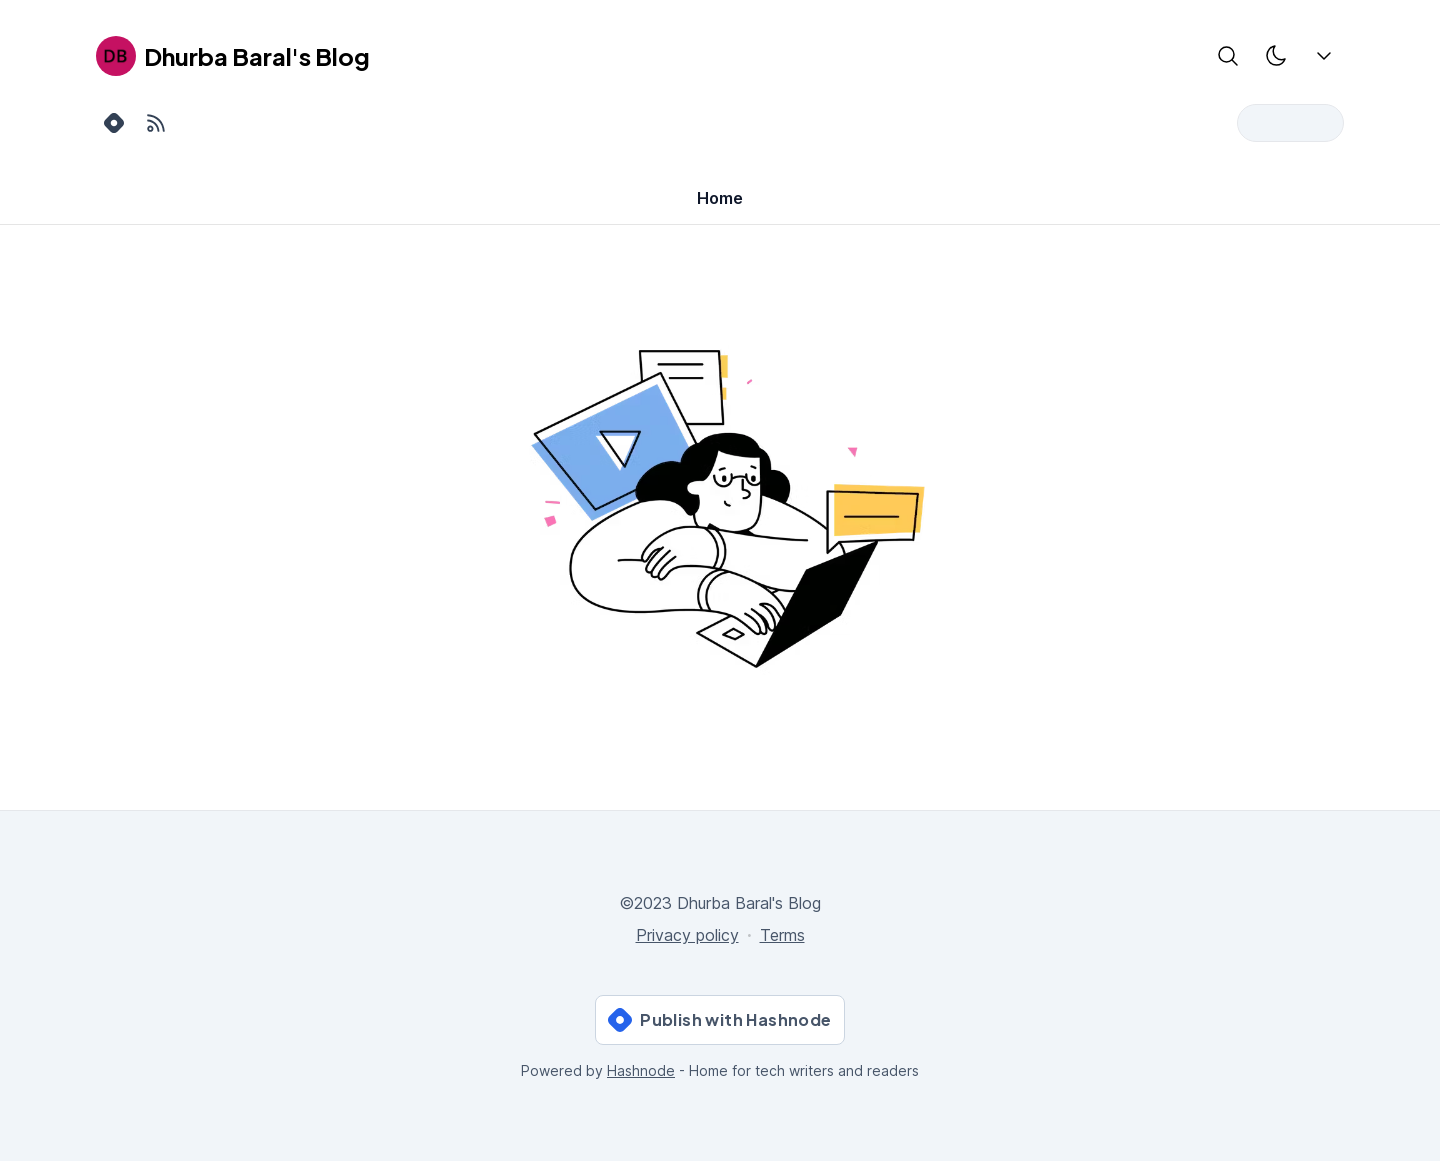 DB
Dhurba Baral's Blog
Home
©2023 Dhurba Baral's Blog
Privacy policy · Terms
Publish with Hashnode
Powered by Hashnode - Home for tech writers and readers